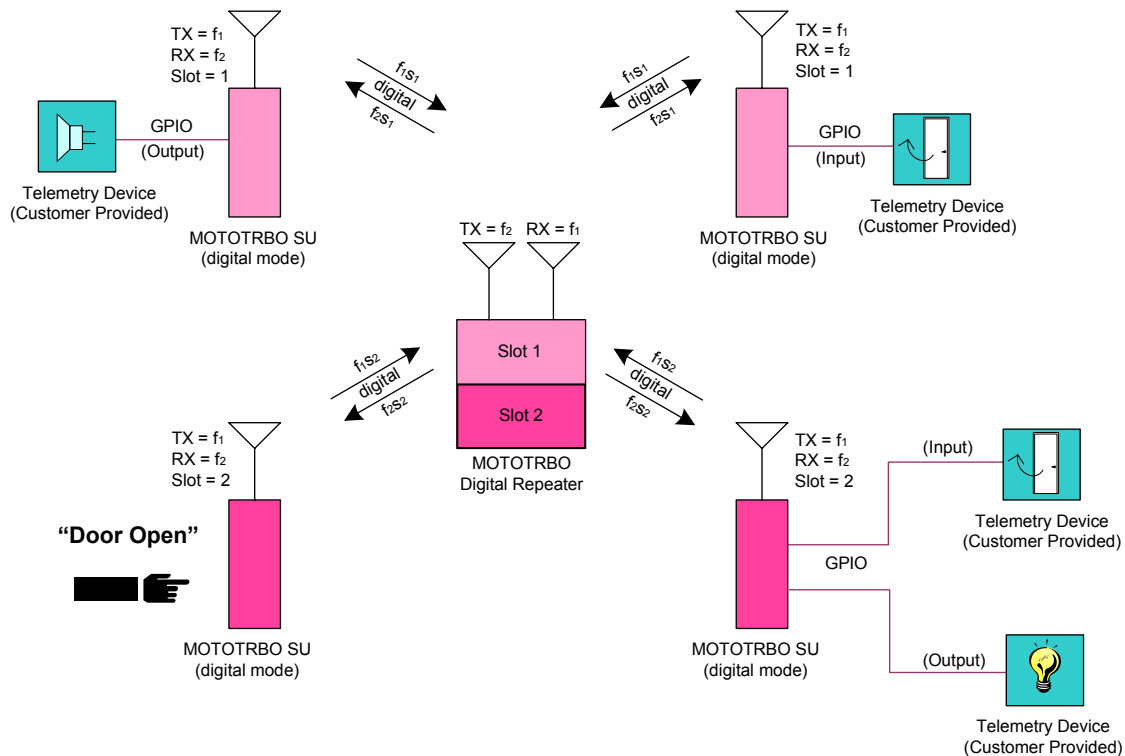 TX = f1
RX = f2
Slot = 1
f1s1
digital
f2s1
GPIO
(Output)
Telemetry Device
(Customer Provided)
MOTOTRBO SU
(digital mode)
TX = f1
RX = f2
Slot = 1
f1s1
digital
f2s1
GPIO
(Input)
Telemetry Device
(Customer Provided)
MOTOTRBO SU
(digital mode)
TX = f2
RX = f1
Slot 1
Slot 2
MOTOTRBO
Digital Repeater
f1s2
digital
f2s2
TX = f1
RX = f2
Slot = 2
“Door Open”
MOTOTRBO SU
(digital mode)
f1s2
digital
f2s2
TX = f1
RX = f2
Slot = 2
(Input)
Telemetry Device
(Customer Provided)
GPIO
(Output)
MOTOTRBO SU
(digital mode)
Telemetry Device
(Customer Provided)